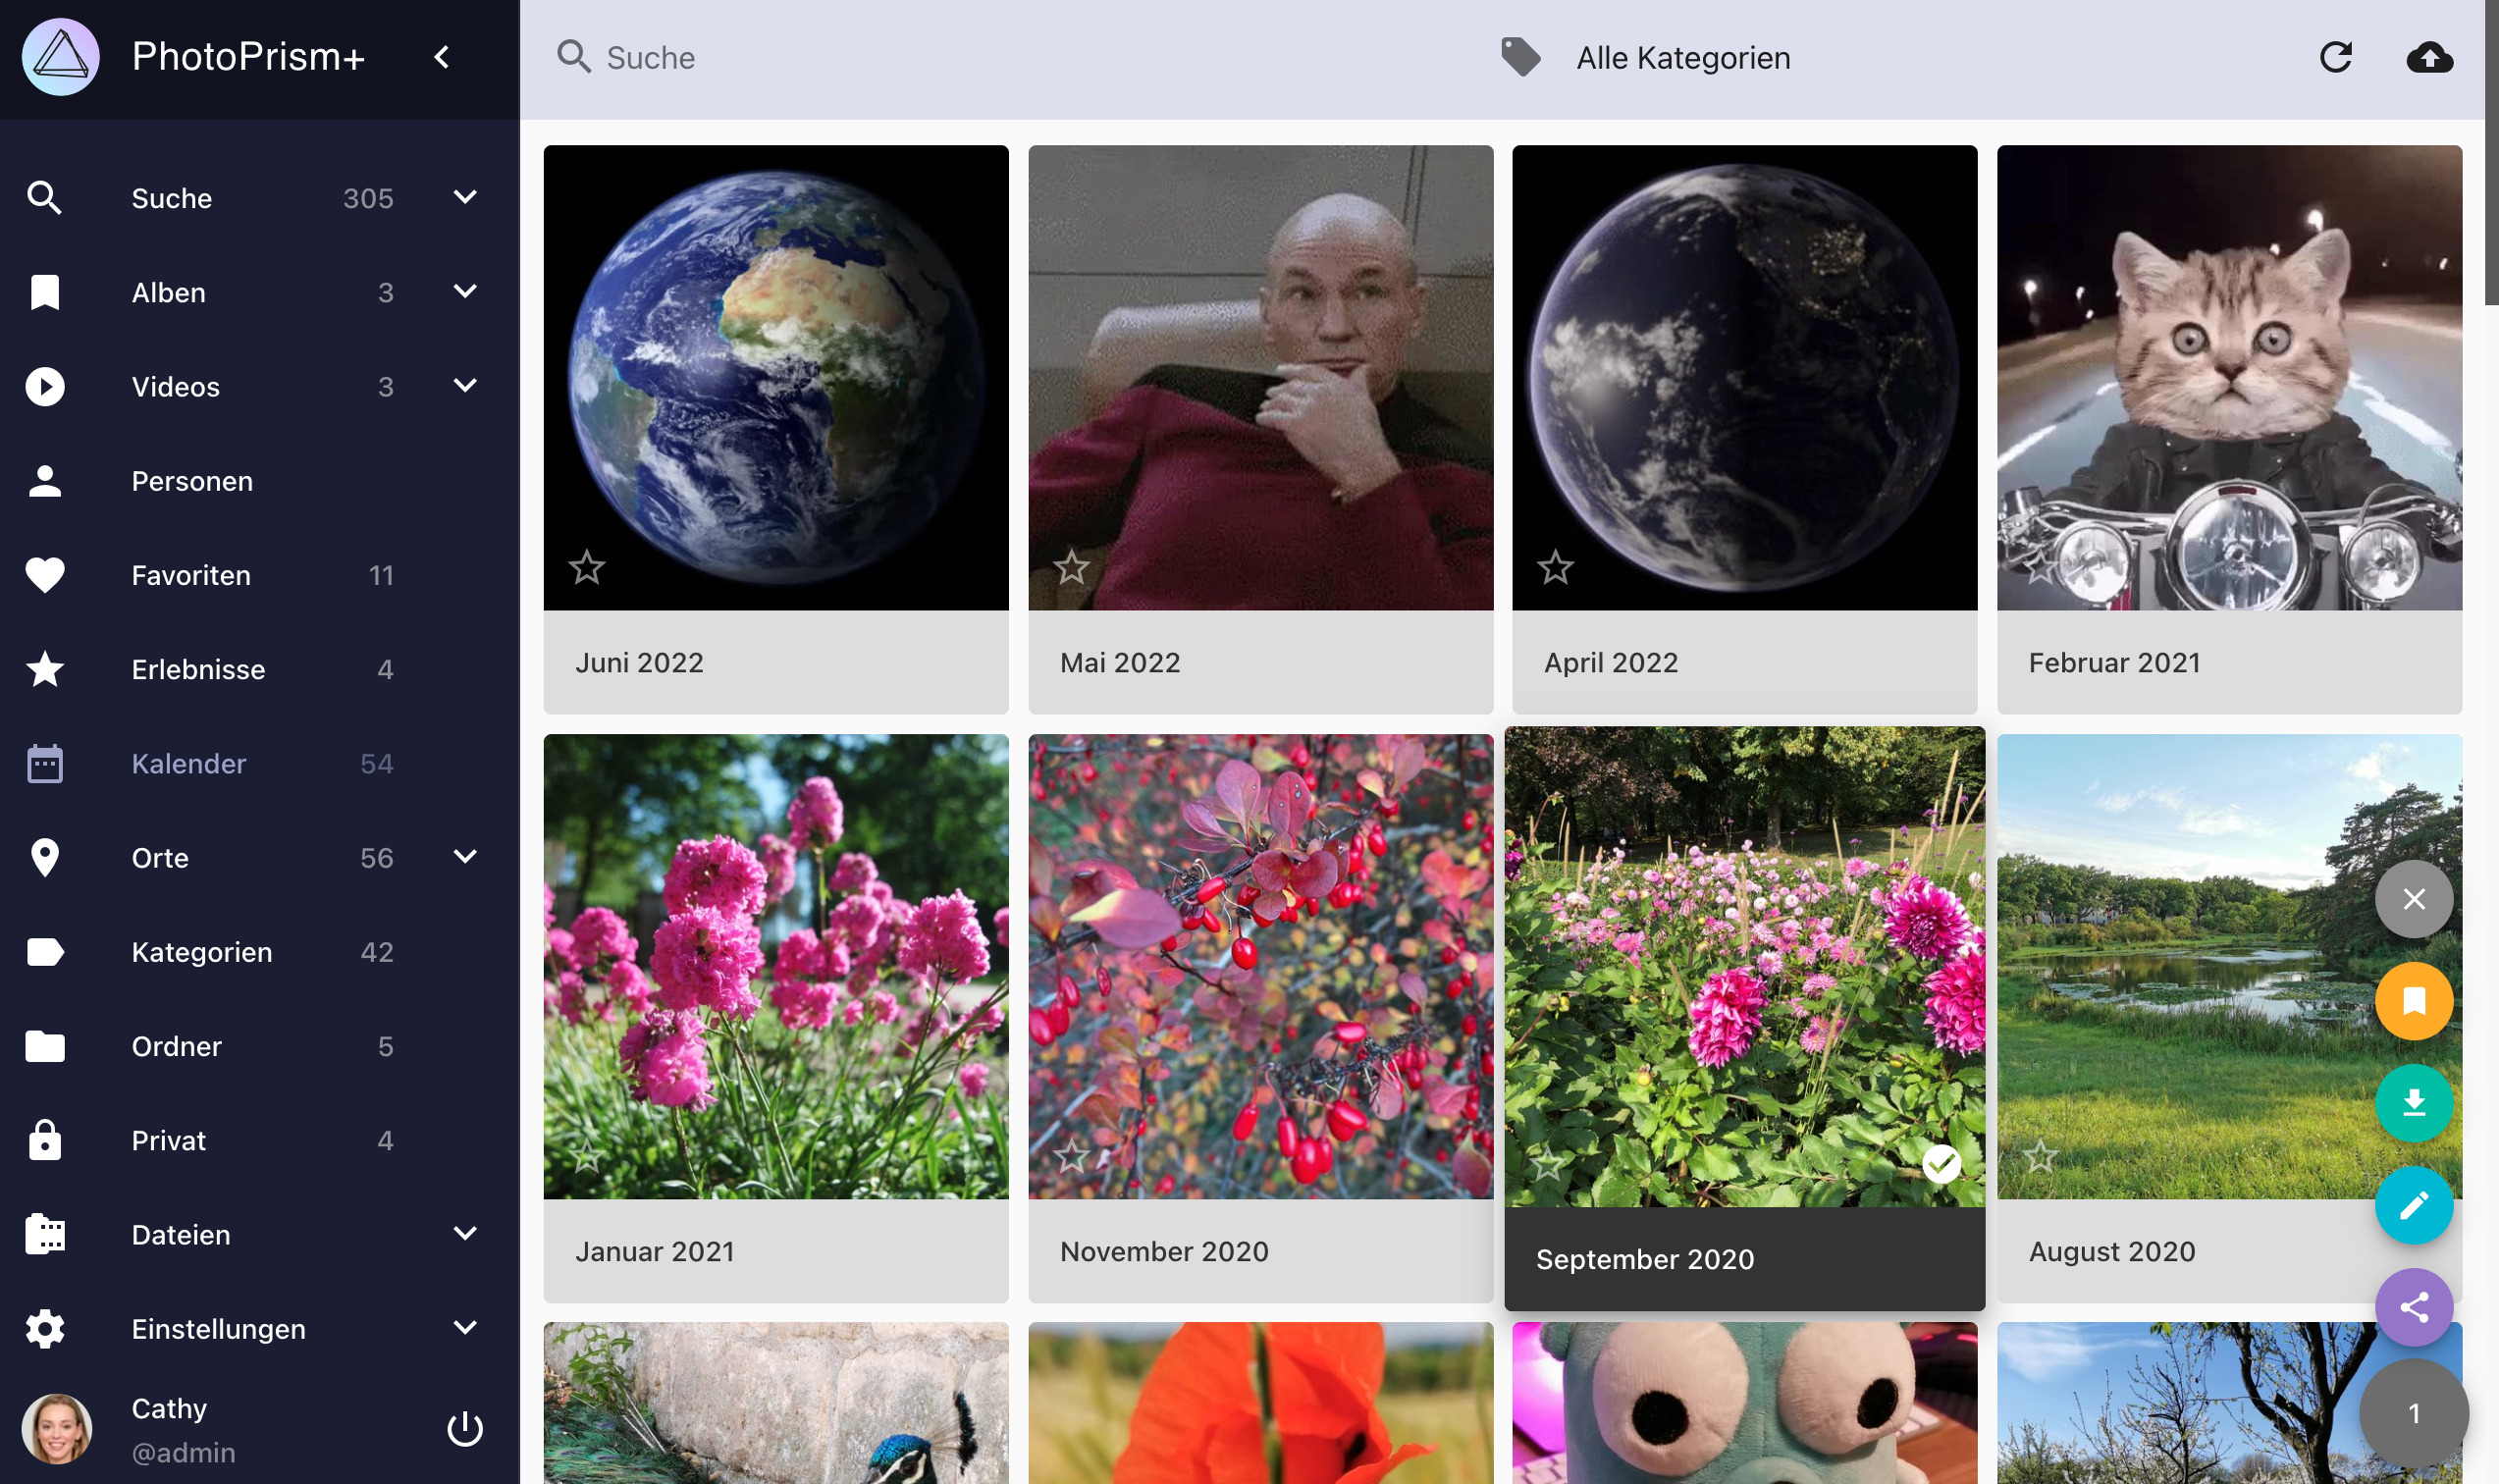 PhotoPrism+
Suche
Alle Kategorien
Suche 305
Alben 3
Videos 3
Personen
Favoriten 11
Erlebnisse 4
Kalender 54
Orte 56
Kategorien 42
Ordner 5
Privat 4
Dateien
Einstellungen
Cathy
@admin
Juni 2022
Mai 2022
April 2022
Februar 2021
Januar 2021
November 2020
September 2020
August 2020
1